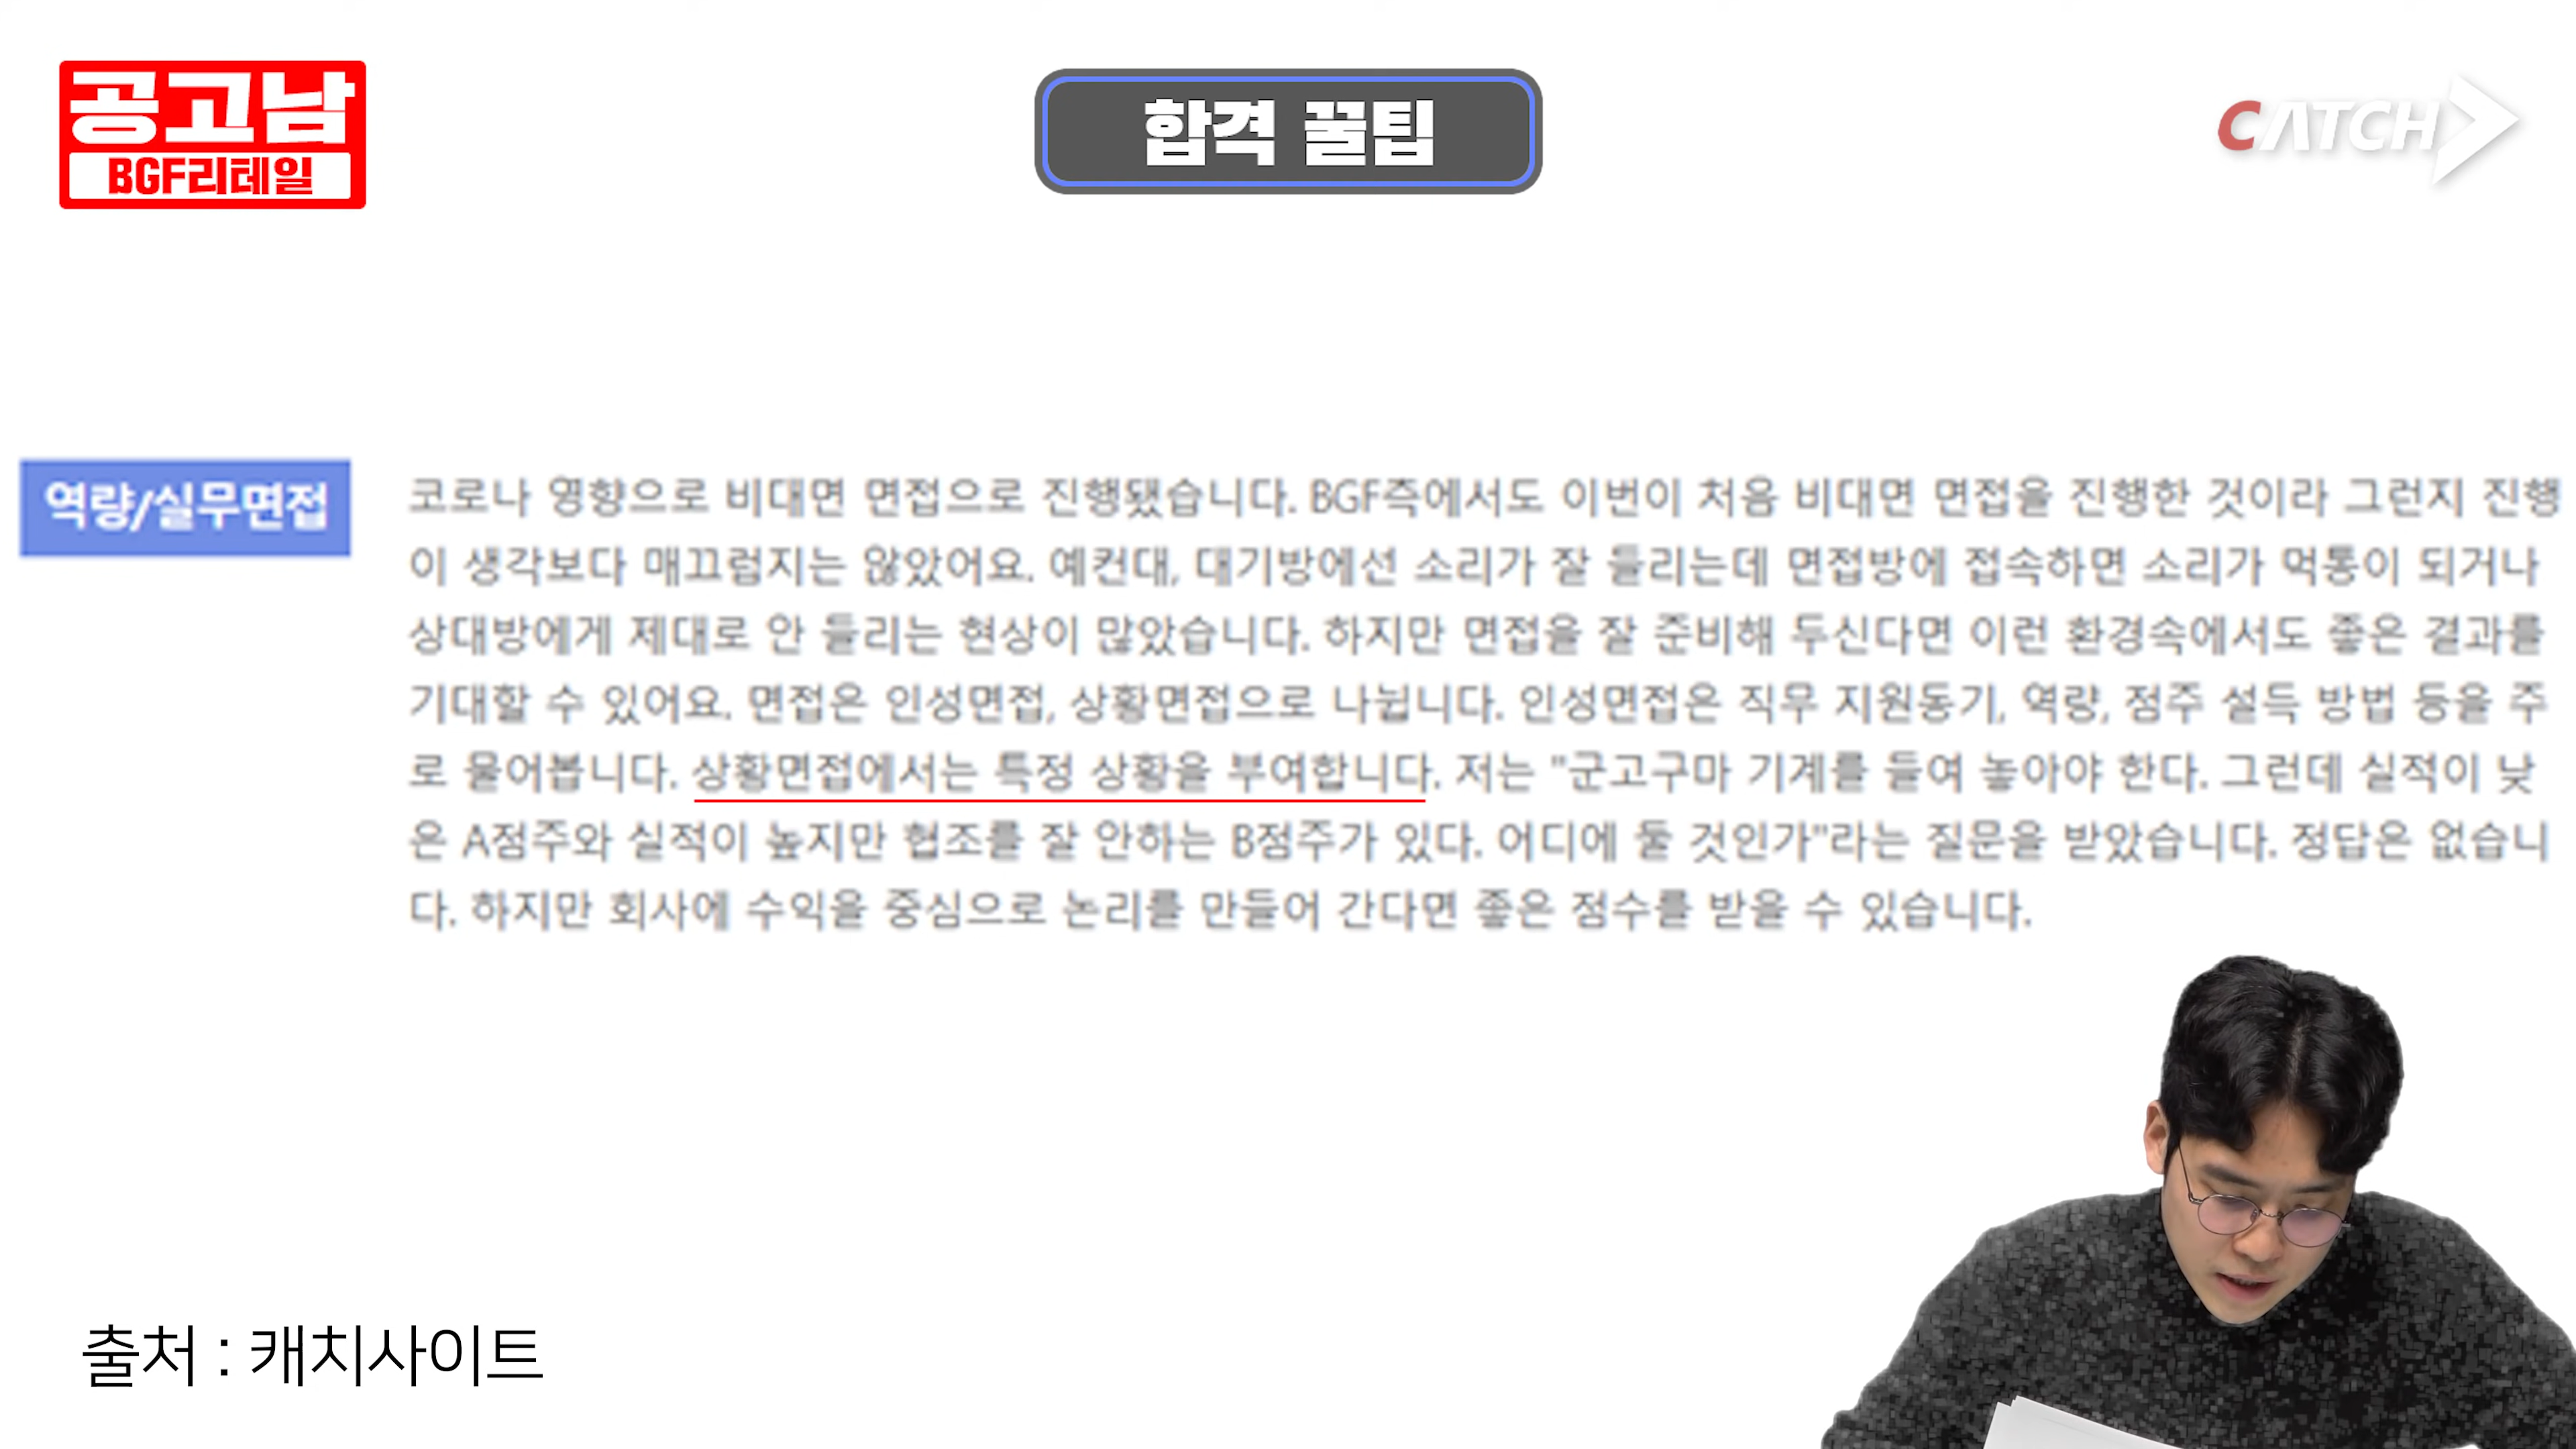 공고남
BGF리테일
합격 꿀팁
CATCH
역량/실무면접
코로나 영향으로 비대면 면접으로 진행됐습니다. BGF즉에서도 이번이 처음 비대면 면접을 진행한 것이라 그런지 진행
이 생각보다 매끄럽지는 않았어요. 예컨대, 대기방에선 소리가 잘 들리는데 면접방에 접속하면 소리가 먹통이 되거나
상대방에게 제대로 안 들리는 현상이 많았습니다. 하지만 면접을 잘 준비해 두신다면 이런 환경속에서도 좋은 결과를
기대할 수 있어요. 면접은 인성면접, 상황면접으로 나뉩니다. 인성면접은 직무 지원동기, 역량, 점주 설득 방법 등을 주
로 물어봅니다. 상황면접에서는 특정 상황을 부여합니다. 저는 "군고구마 기계를 들여 놓아야 한다. 그런데 실적이 낮
은 A점주와 실적이 높지만 협조를 잘 안하는 B점주가 있다. 어디에 둘 것인가"라는 질문을 받았습니다. 정답은 없습니
다. 하지만 회사에 수익을 중심으로 논리를 만들어 간다면 좋은 점수를 받을 수 있습니다.
출처 : 캐치사이트